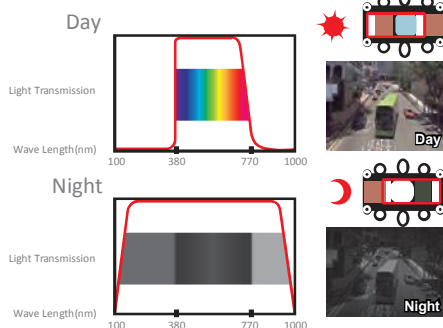 Day
Light Transmission
Wave Length(nm)
100
380
770
1000
Day
Night
Light Transmission
Wave Length(nm)
100
380
770
1000
Night